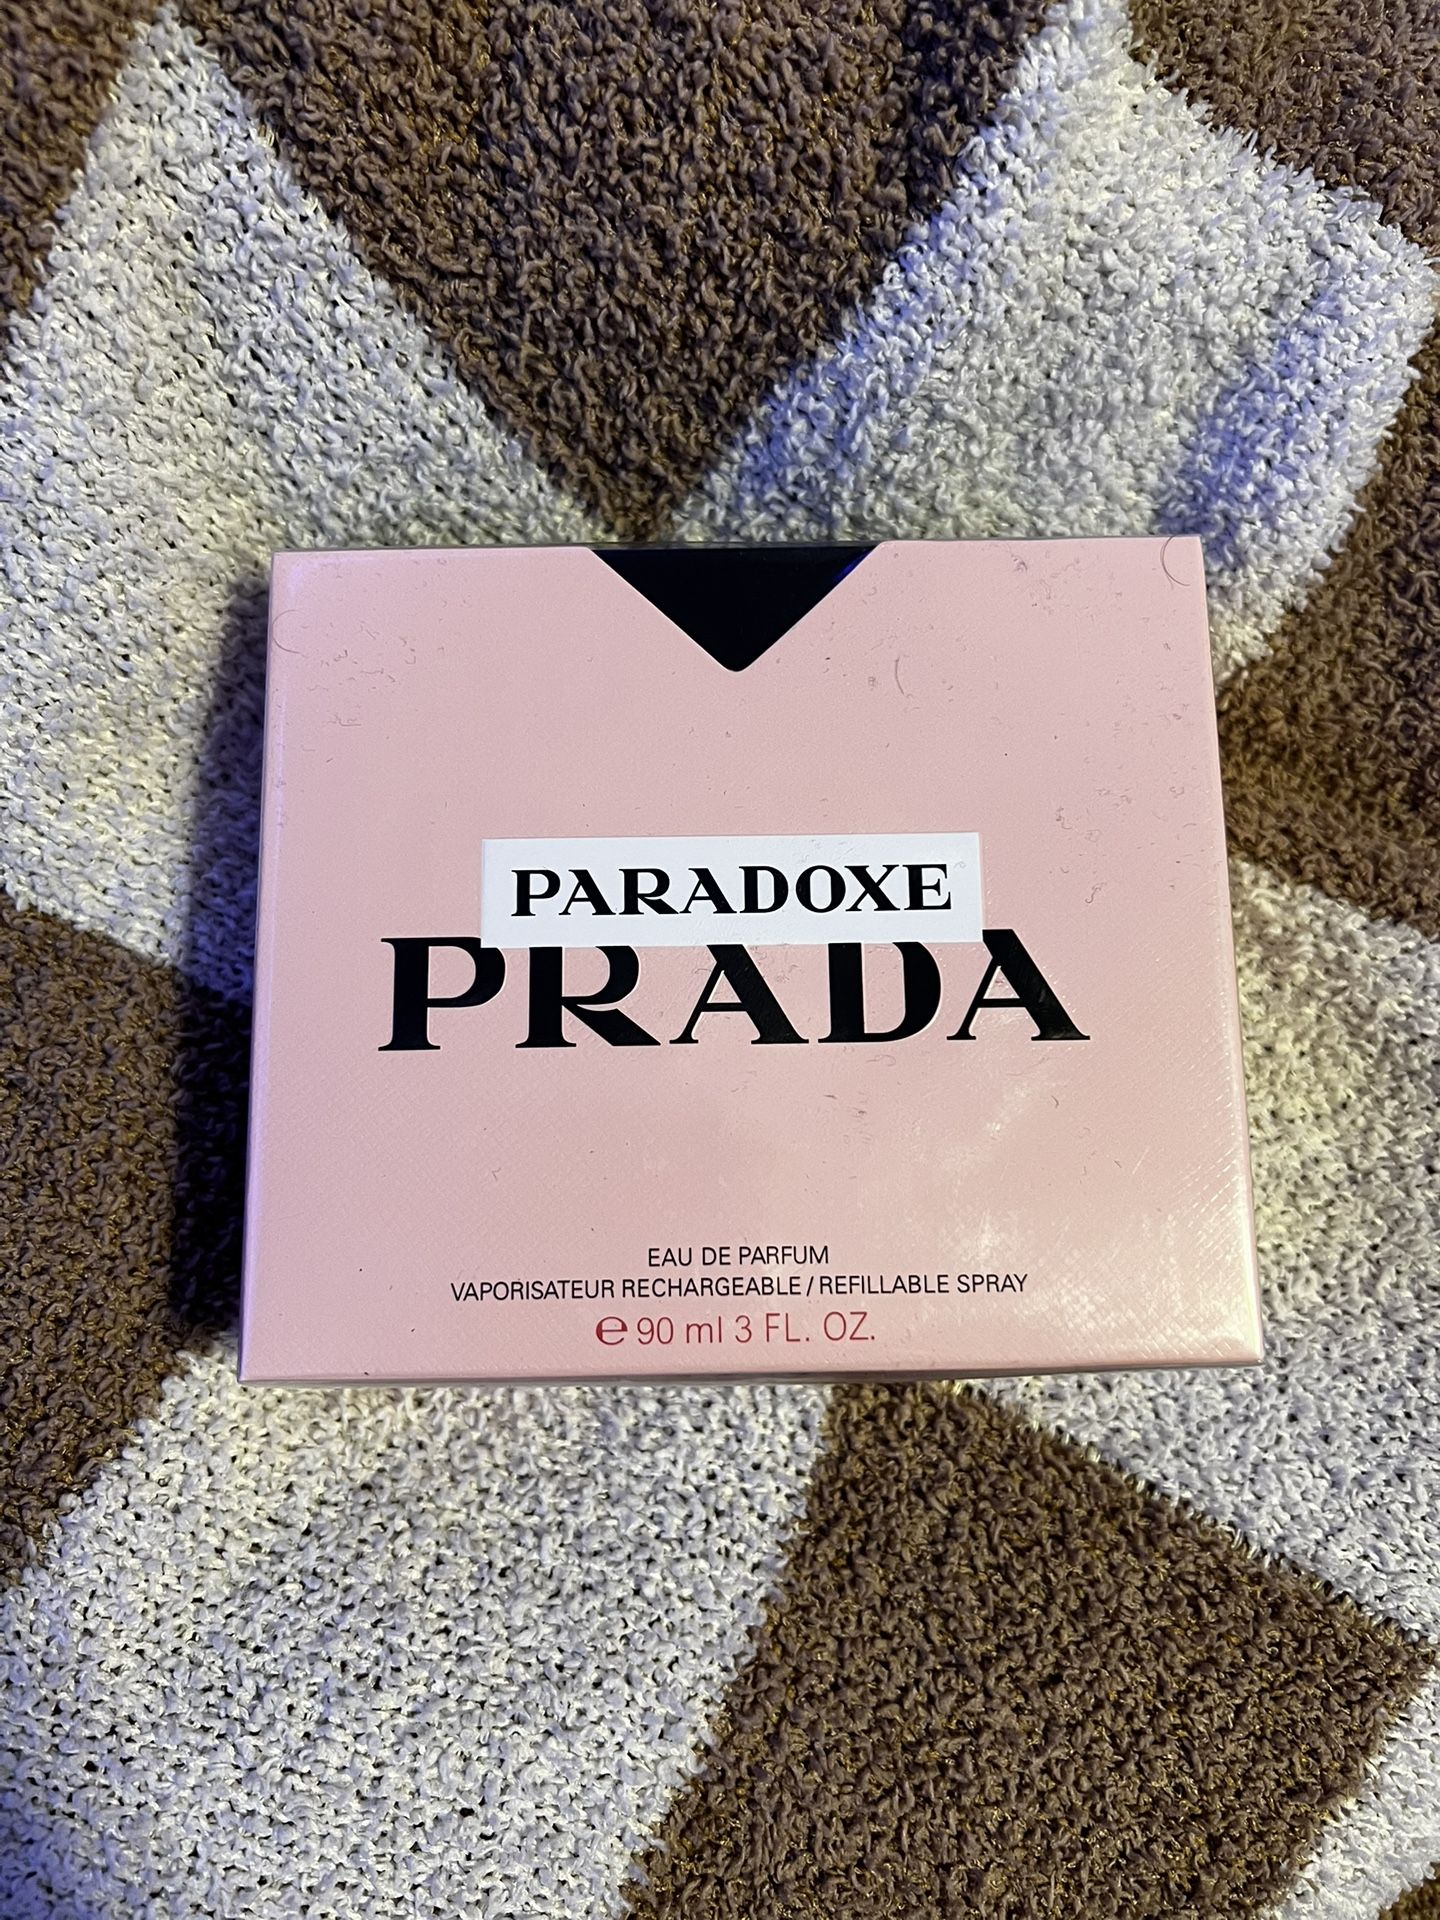 PARADOXE
PRADA
EAU DE PARFUM
VAPORISATEUR RECHARGEABLE / REFILLABLE SPRAY
℮ 90 ml 3 FL. OZ.